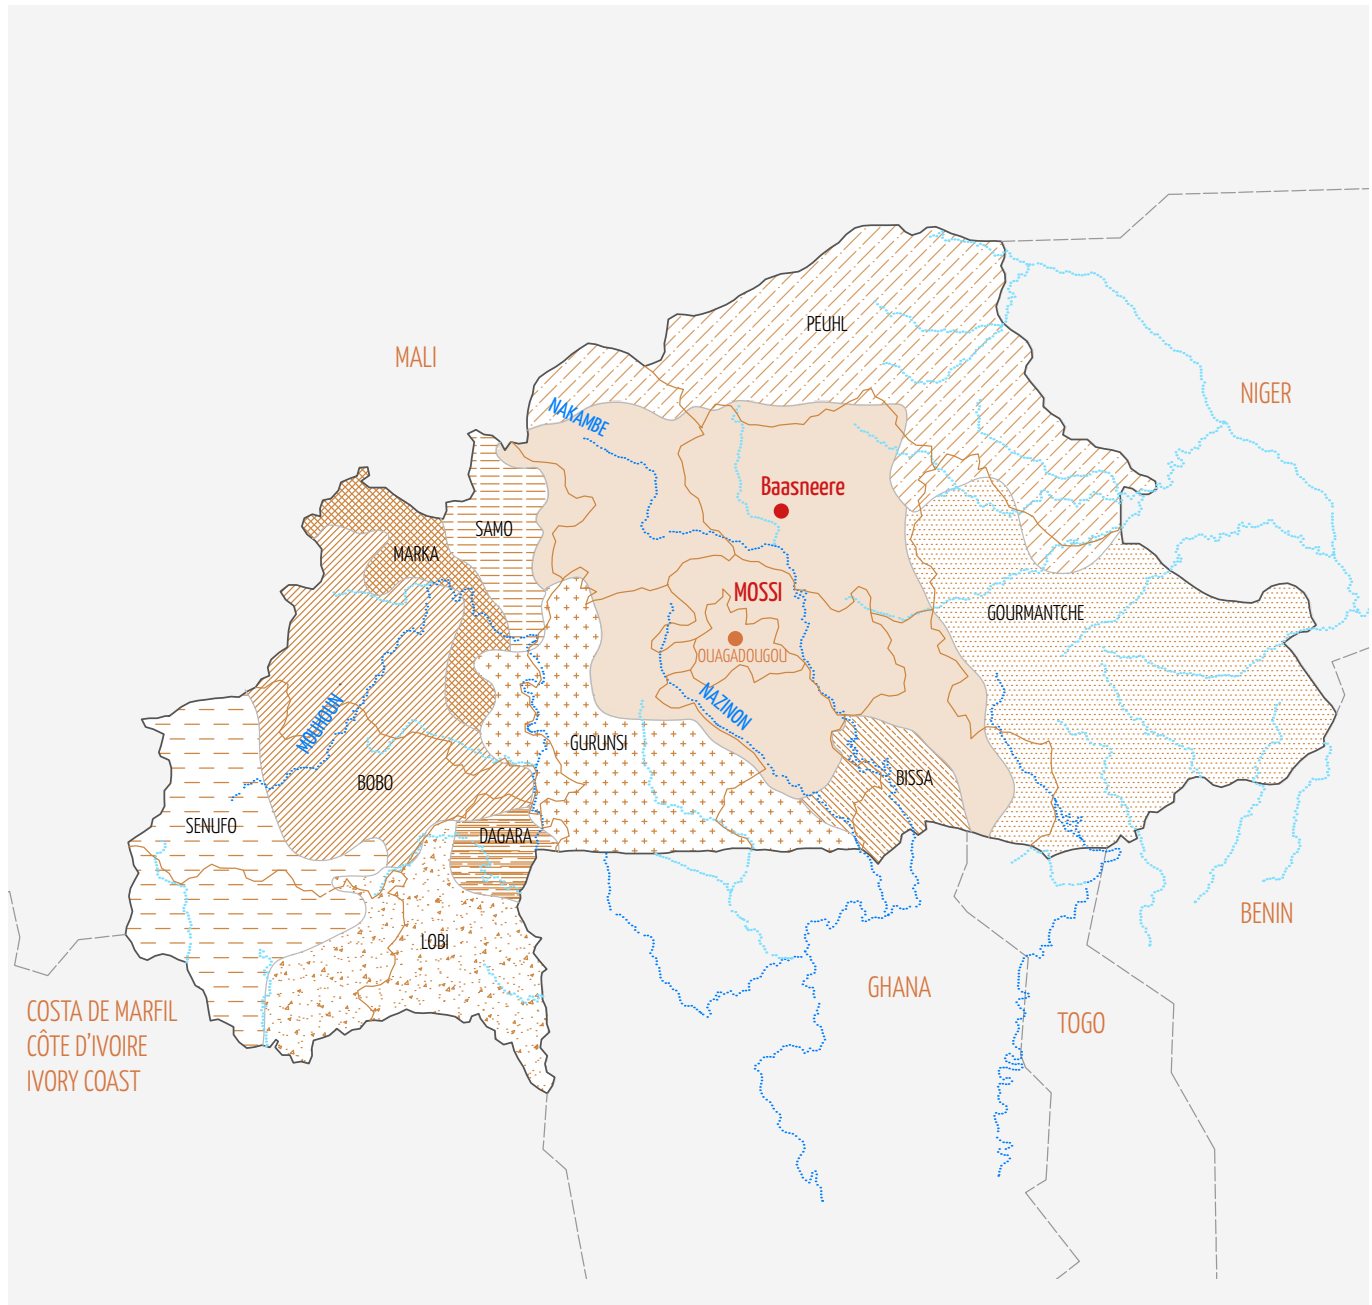 PEUHL
MALI
NIGER
NAKAMBE
Baasneere
SAMO
MARKA
MOSSI
GOURMANTCHE
OUAGADOUGOU
NAZINON
MOUHOUN
GURUNSI
BISSA
BOBO
SENUFO
DAGARA
LOBI
BENIN
GHANA
COSTA DE MARFIL
CÔTE D'IVOIRE
IVORY COAST
TOGO